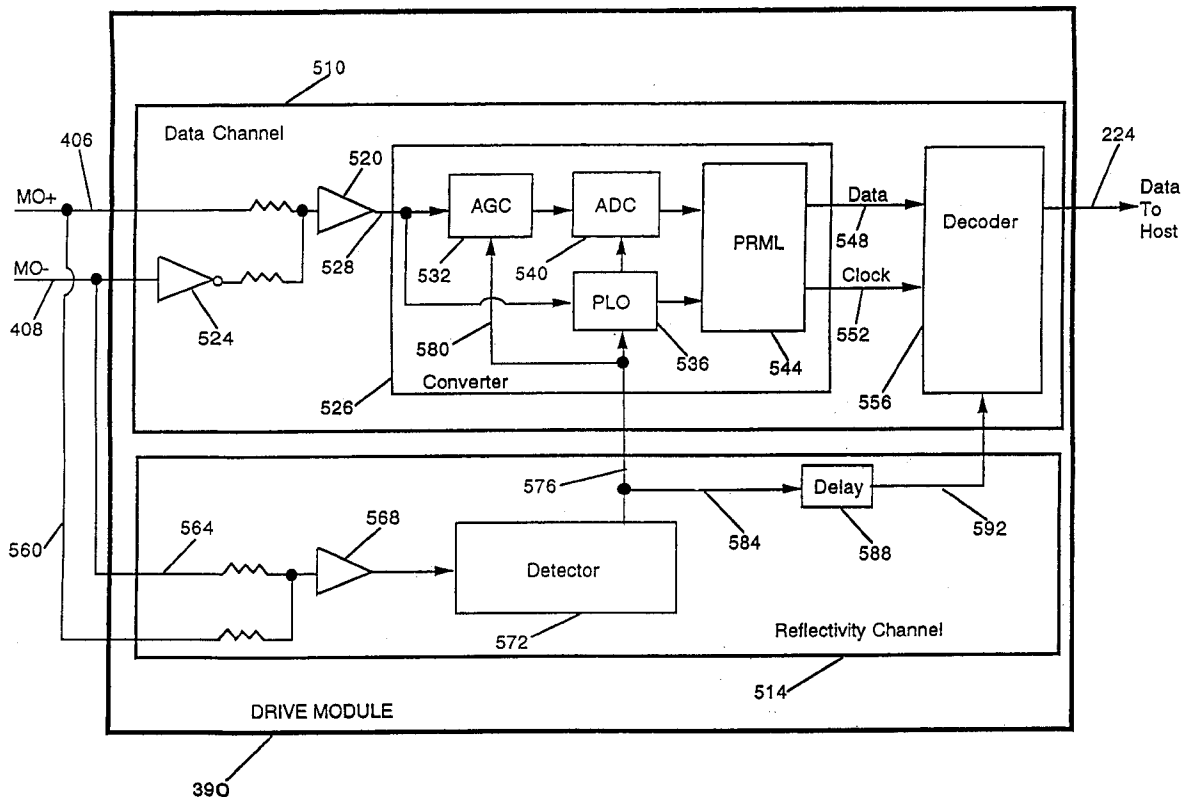 510
Data Channel
406
520
224
MO+
AGC
ADC
PRML
Data
548
Decoder
Data
To
Host
528
532
540
MO-
408
524
PLO
Clock
552
580
536
544
556
526
Converter
576
584
Delay
588
592
560
564
568
Detector
572
Reflectivity Channel
514
DRIVE MODULE
390